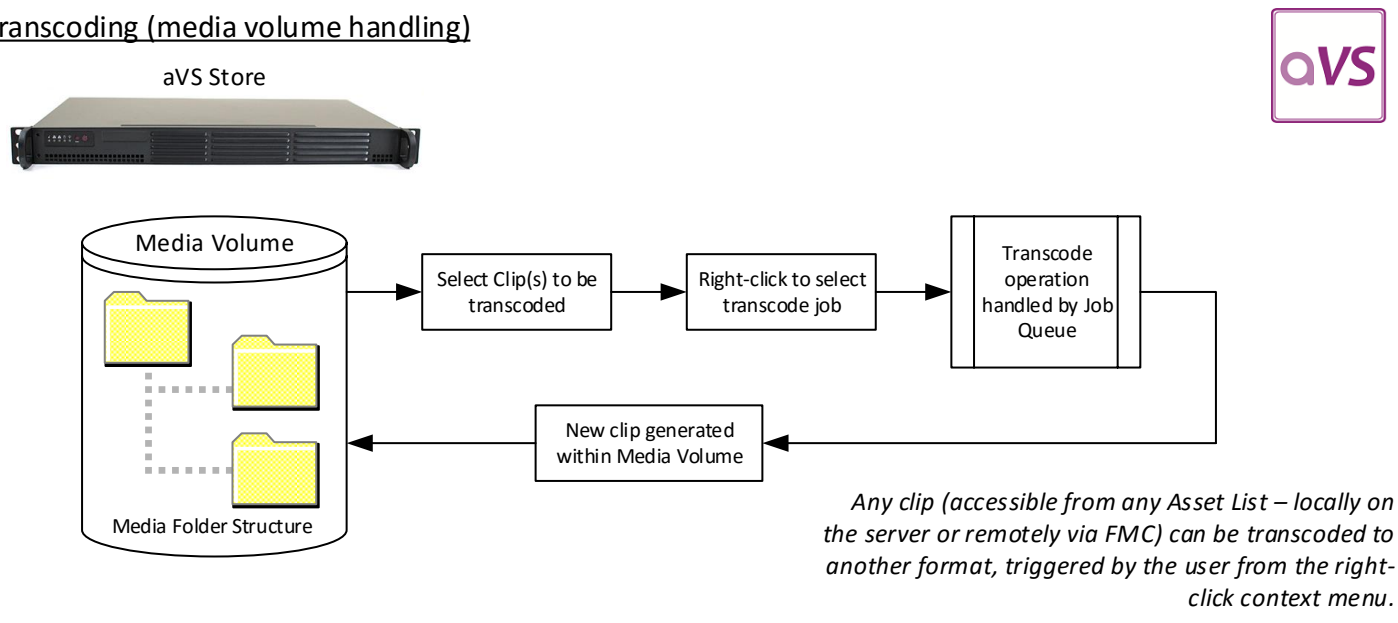 ranscoding (media volume handling)
aVS Store
aVS
Media Volume
Select Clip(s) to be
transcoded
Right-click to select
transcode job
Transcode
operation
handled by Job
Queue
New clip generated
within Media Volume
Media Folder Structure
Any clip (accessible from any Asset List – locally on
the server or remotely via FMC) can be transcoded to
another format, triggered by the user from the right-
click context menu.